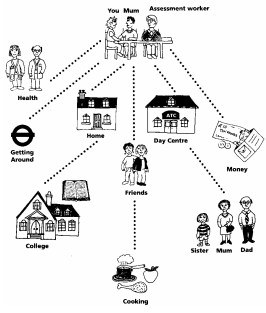 You Mum Assessment worker
Health
Home
ATC
Day Centre
Getting
Around
Friends
Money
College
Sister Mum Dad
Cooking